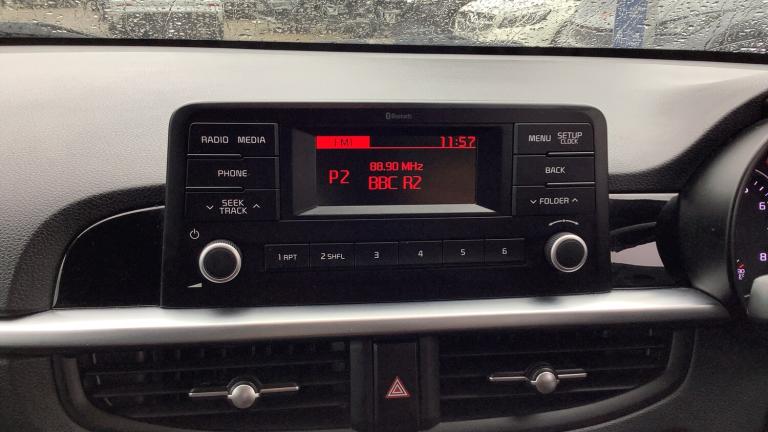 Bluetooth
RADIO MEDIA
FM1 11:57
MENU SETUP
CLOCK
PHONE
88.90 MHz
P2 BBC R2
BACK
SEEK
TRACK
FOLDER
1 RPT 2 SHFL 3 4 5 6